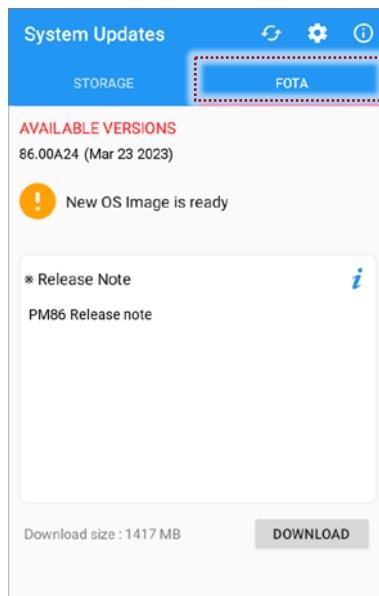 System Updates
STORAGE
FOTA
AVAILABLE VERSIONS
86.00A24 (Mar 23 2023)
New OS Image is ready
※ Release Note
PM86 Release note
Download size : 1417 MB
DOWNLOAD